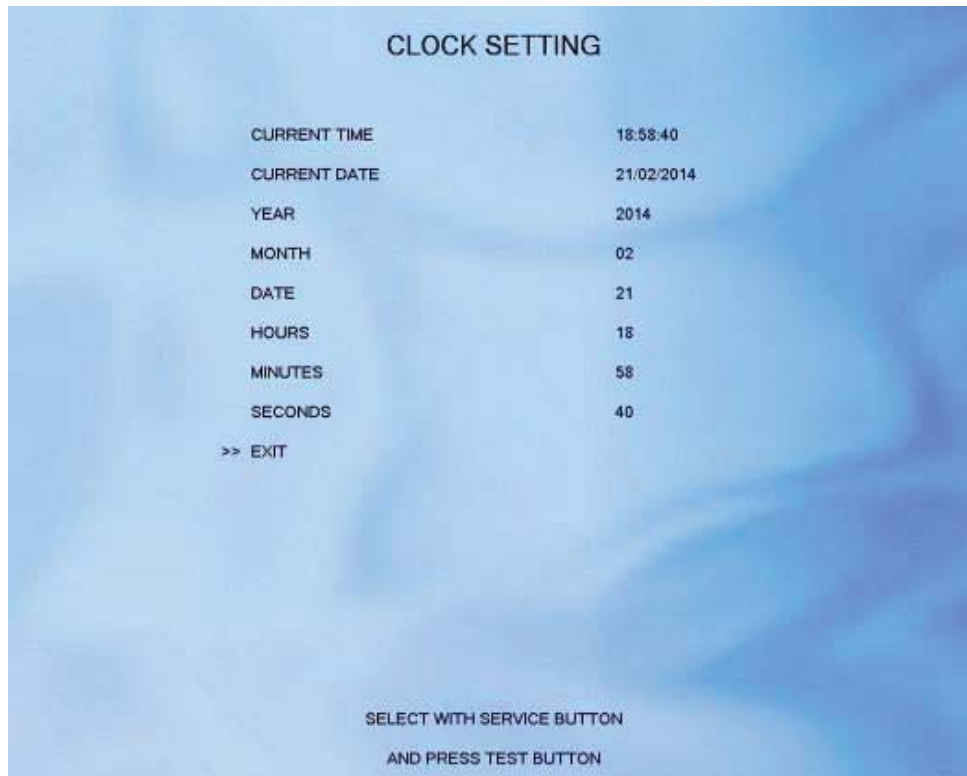 CLOCK SETTING
CURRENT TIME 18:58:40
CURRENT DATE 21/02/2014
YEAR 2014
MONTH 02
DATE 21
HOURS 18
MINUTES 58
SECONDS 40
>> EXIT
SELECT WITH SERVICE BUTTON
AND PRESS TEST BUTTON